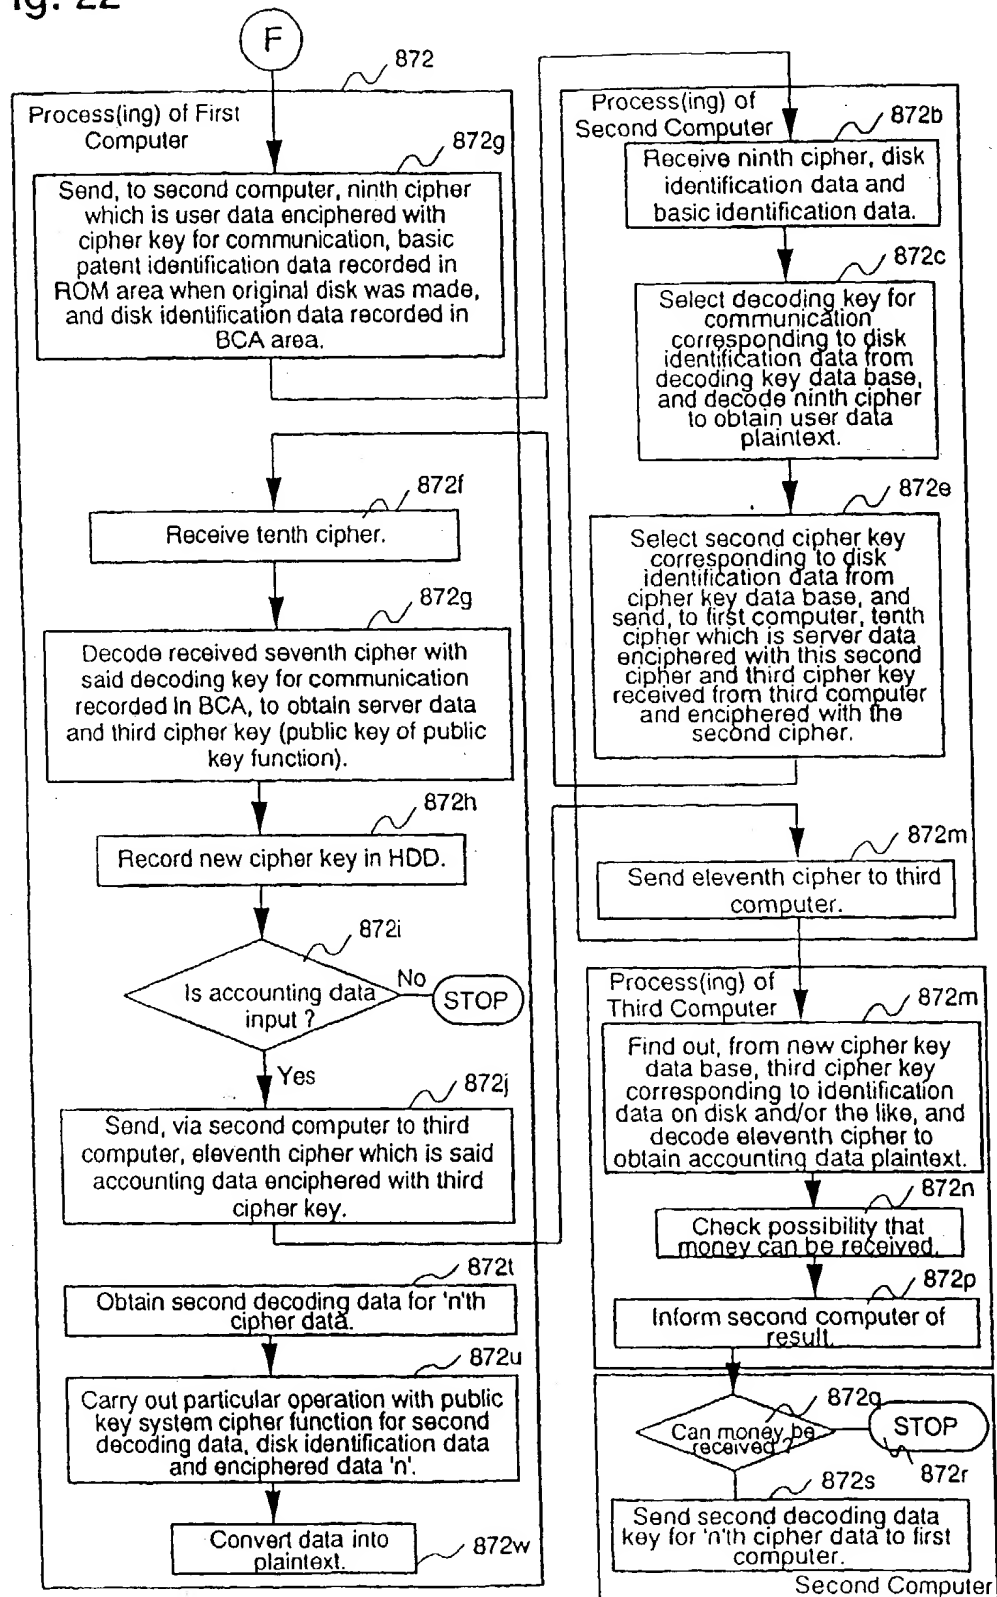 ig. 22
F
872
Process(ing) of First
Computer
872g
Send, to second computer, ninth cipher
which is user data enciphered with
cipher key for communication, basic
patent identification data recorded in
ROM area when original disk was made,
and disk identification data recorded in
BCA area.
872f
Receive tenth cipher.
872g
Decode received seventh cipher with
said decoding key for communication
recorded in BCA, to obtain server data
and third cipher key (public key of public
key function).
872h
Record new cipher key in HDD.
872i
Is accounting data
input ?
No
STOP
Yes
872j
Send, via second computer to third
computer, eleventh cipher which is said
accounting data enciphered with third
cipher key.
872t
Obtain second decoding data for 'n'th
cipher data.
872u
Carry out particular operation with public
key system cipher function for second
decoding data, disk identification data
and enciphered data 'n'.
Convert data into
plaintext.
872w
Process(ing) of
Second Computer
872b
Receive ninth cipher, disk
identification data and
basic identification data.
872c
Select decoding key for
communication
corresponding to disk
identification data from
decoding key data base,
and decode ninth cipher
to obtain user data
plaintext.
872e
Select second cipher key
corresponding to disk
identification data from
cipher key data base, and
send, to first computer, tenth
cipher which is server data
enciphered with this second
cipher and third cipher key
received from third computer
and enciphered with the
second cipher.
872m
Send eleventh cipher to third
computer.
Process(ing) of
Third Computer
872m
Find out, from new cipher key
data base, third cipher key
corresponding to identification
data on disk and/or the like, and
decode eleventh cipher to
obtain accounting data plaintext.
872n
Check possibility that
money can be received.
872p
Inform second computer of
result.
872q
Can money be
received ?
STOP
872r
872s
Send second decoding data
key for 'n'th cipher data to first
computer.
Second Computer